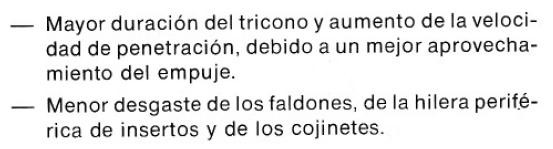 — Mayor duración del tricono y aumento de la veloci-
dad de penetración, debido a un mejor aprovecha-
miento del empuje.
— Menor desgaste de los faldones, de la hilera perifé-
rica de insertos y de los cojinetes.